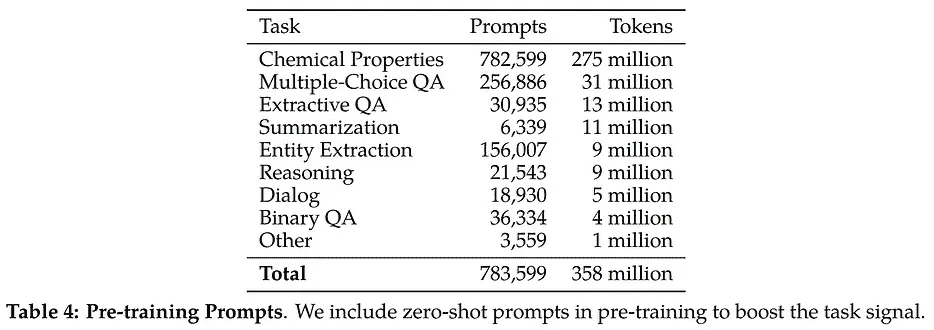 Task Prompts Tokens
Chemical Properties 782,599 275 million
Multiple-Choice QA 256,886 31 million
Extractive QA 30,935 13 million
Summarization 6,339 11 million
Entity Extraction 156,007 9 million
Reasoning 21,543 9 million
Dialog 18,930 5 million
Binary QA 36,334 4 million
Other 3,559 1 million
Total 783,599 358 million
Table 4: Pre-training Prompts. We include zero-shot prompts in pre-training to boost the task signal.